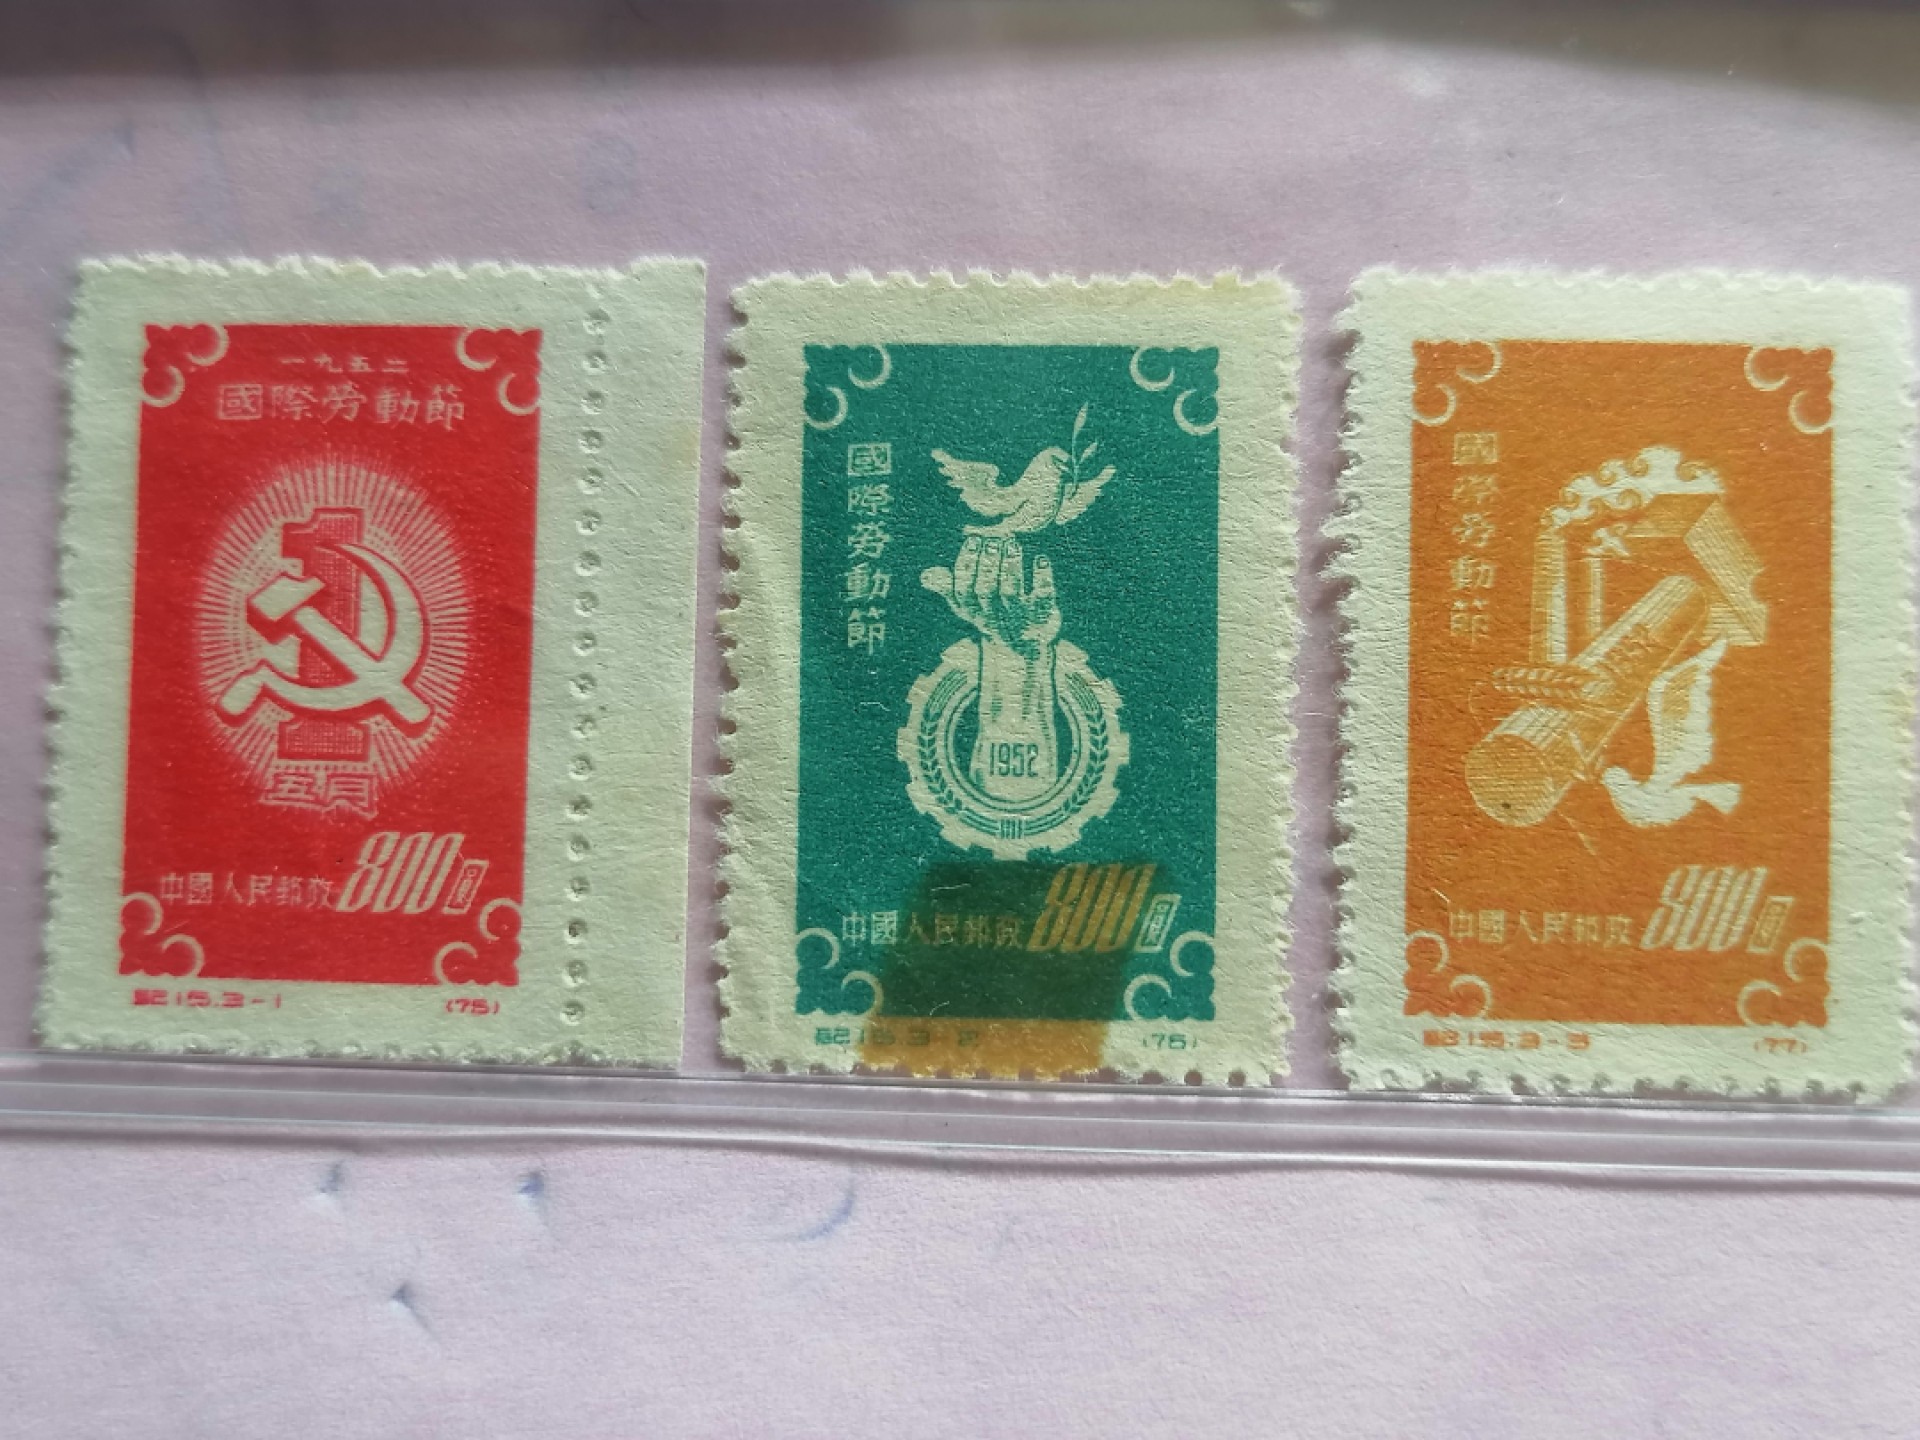 一九五二
國際勞動節
1
五月
中國人民郵政 800圓
紀15.3-1 (75)
國際勞動節
1952
中國人民郵政 800圓
紀15.3-2 (76)
國際勞動節
1952
中國人民郵政 800圓
紀15.3-3 (77)